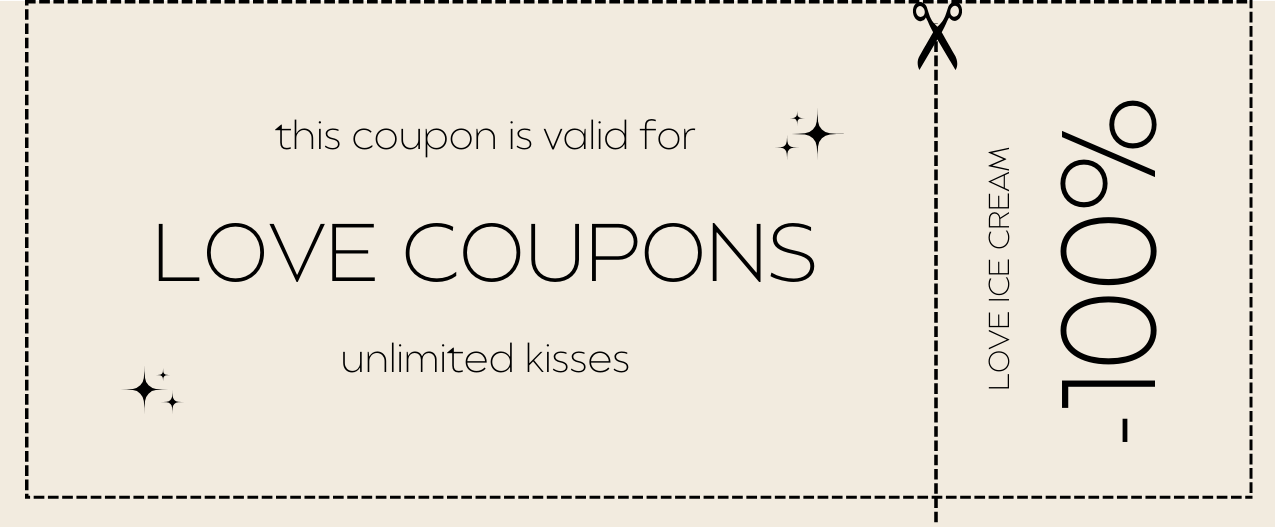 this coupon is valid for
LOVE COUPONS
unlimited kisses
LOVE ICE CREAM
-100%